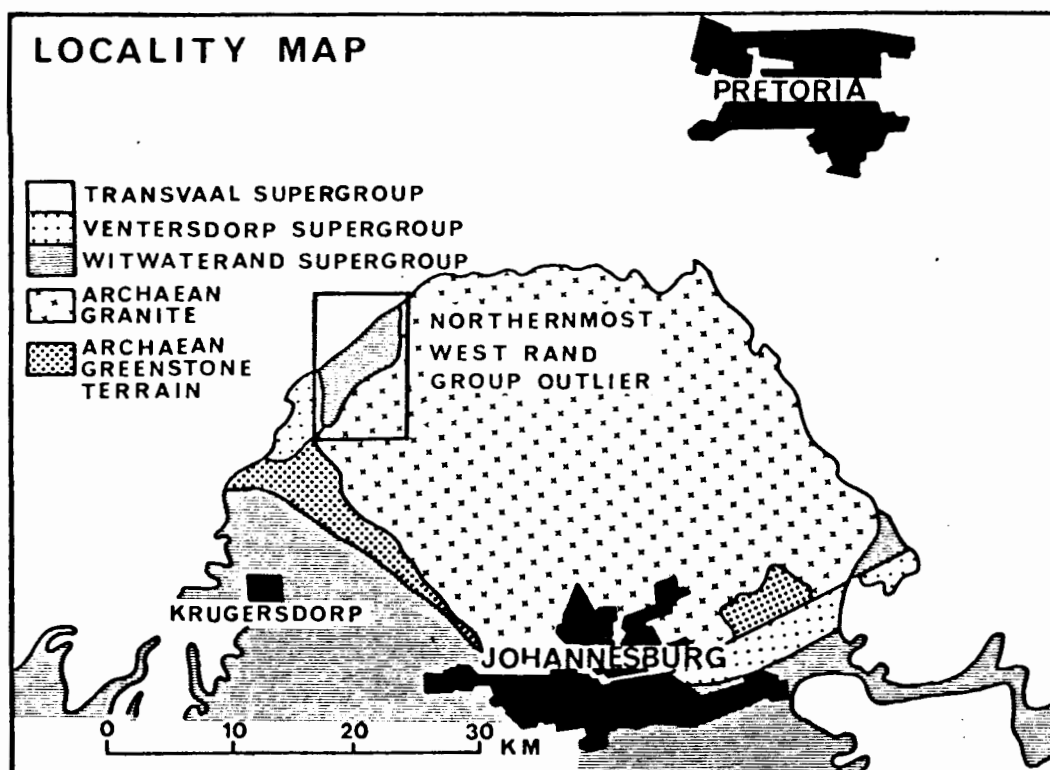 LOCALITY MAP
PRETORIA
TRANSVAAL SUPERGROUP
VENTERSDORP SUPERGROUP
WITWATERAND SUPERGROUP
ARCHAEAN
GRANITE
ARCHAEAN
GREENSTONE
TERRAIN
NORTHERNMOST
WEST RAND
GROUP OUTLIER
KRUGERSDORP
JOHANNESBURG
0 10 20 30 KM